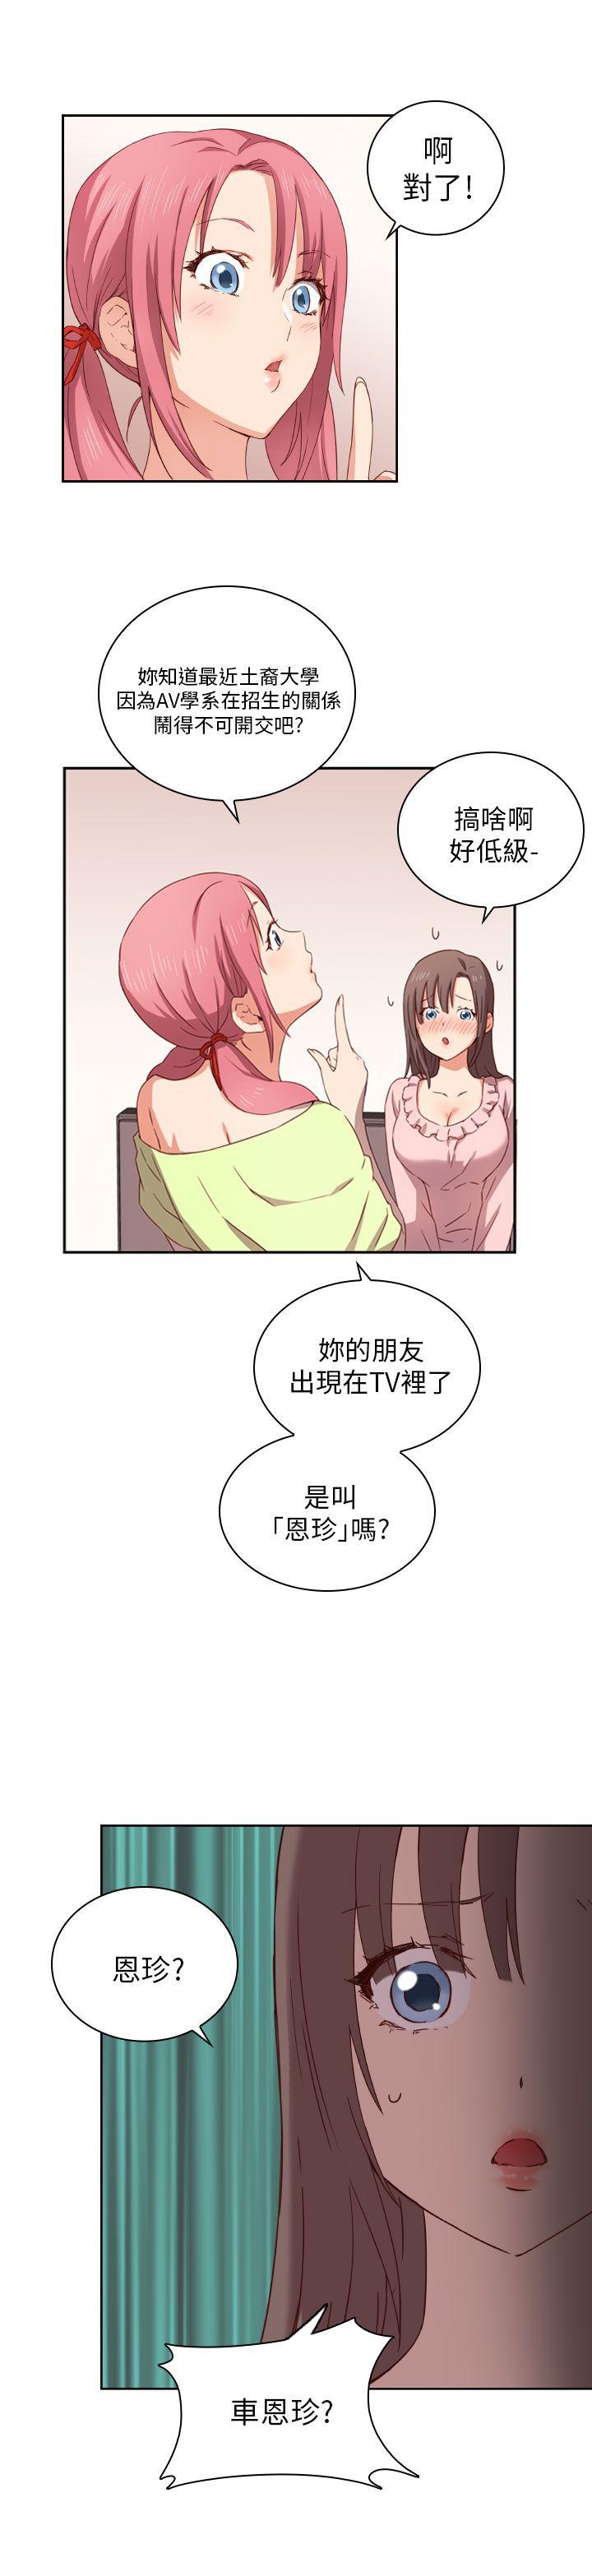 啊
對了!
妳知道最近土裔大學
因為AV學系在招生的關係
鬧得不可開交吧?
搞啥啊
好低級-
妳的朋友
出現在TV裡了
是叫
「恩珍」嗎?
恩珍?
車恩珍?